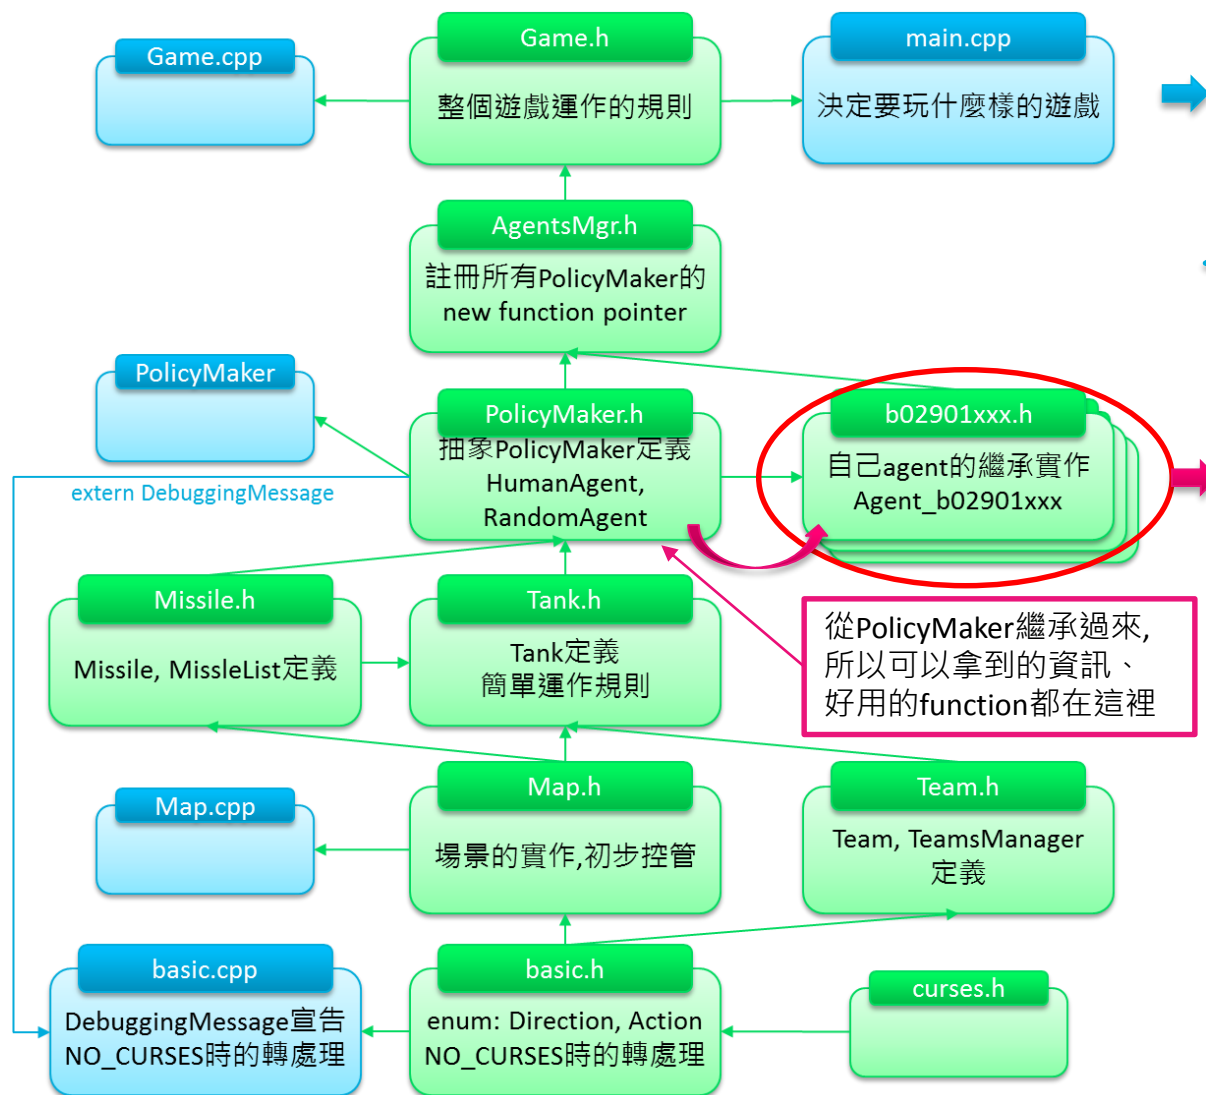 Game.h
整個遊戲運作的規則
Game.cpp
main.cpp
決定要玩什麼樣的遊戲
AgentsMgr.h
註冊所有PolicyMaker的
new function pointer
PolicyMaker
PolicyMaker.h
抽象PolicyMaker定義
HumanAgent,
RandomAgent
b02901xxx.h
自己agent的繼承實作
Agent_b02901xxx
extern DebuggingMessage
Missile.h
Missile, MissleList定義
Tank.h
Tank定義
簡單運作規則
從PolicyMaker繼承過來,
所以可以拿到的資訊、
好用的function都在這裡
Map.cpp
Map.h
場景的實作,初步控管
Team.h
Team, TeamsManager
定義
basic.cpp
DebuggingMessage宣告
NO_CURSES時的轉處理
basic.h
enum: Direction, Action
NO_CURSES時的轉處理
curses.h